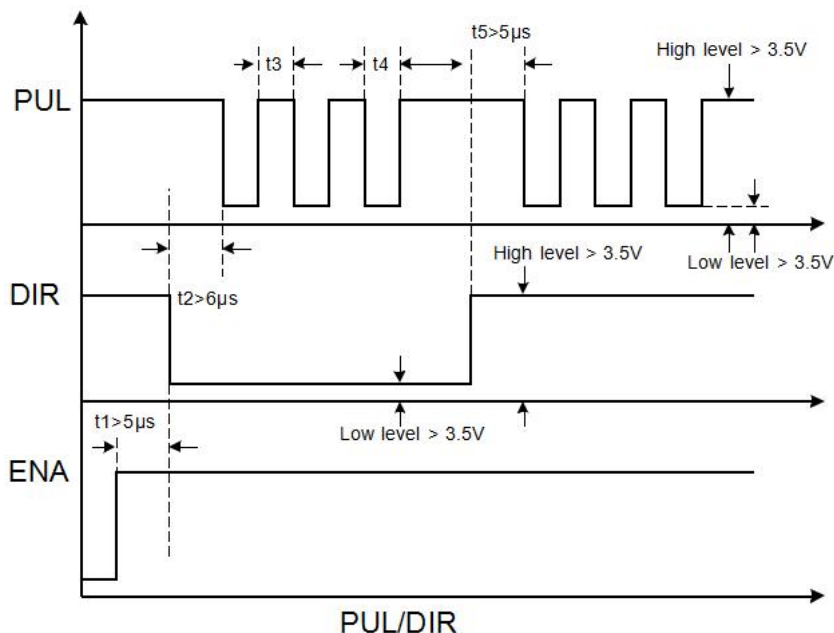 t5>5μs
High level > 3.5V
t3
t4
PUL
High level > 3.5V
Low level > 3.5V
DIR
t2>6μs
t1>5μs
Low level > 3.5V
ENA
PUL/DIR